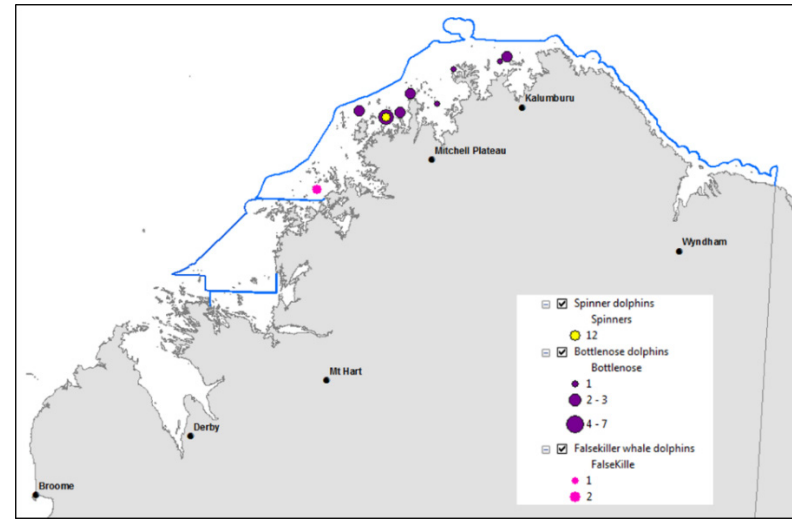 Kalumburu
Mitchell Plateau
Wyndham
Mt Hart
Derby
Broome
Spinner dolphins
Spinners
12
Bottlenose dolphins
Bottlenose
1
2 - 3
4 - 7
Falsekiller whale dolphins
FalseKille
1
2